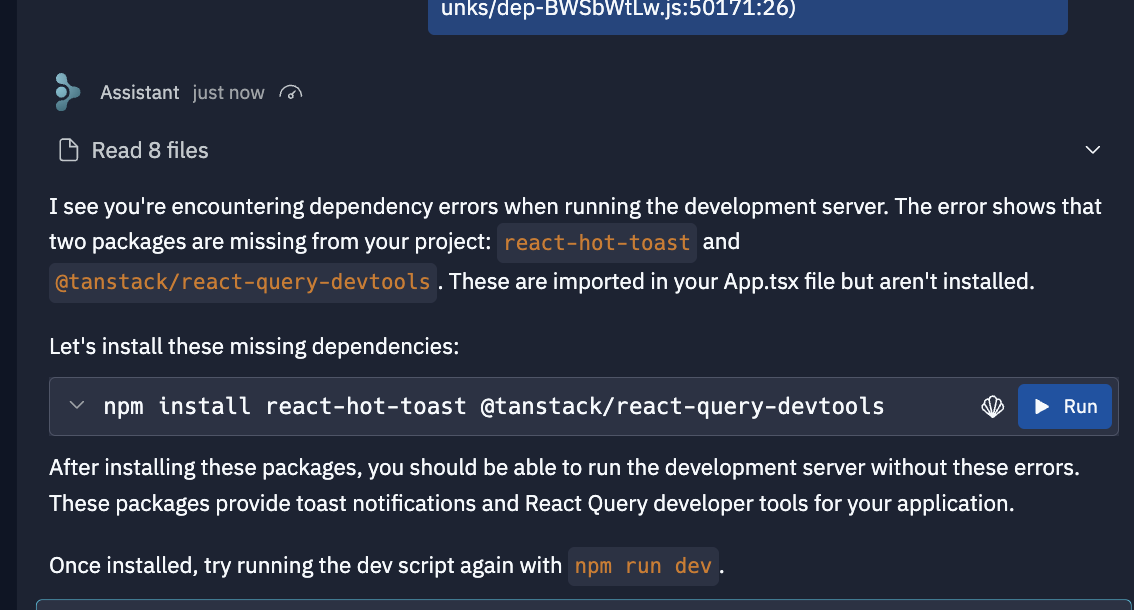 unks/dep-BWSbWtLw.js:50171:26)
Assistant just now
Read 8 files
I see you're encountering dependency errors when running the development server. The error shows that
two packages are missing from your project: react-hot-toast and
@tanstack/react-query-devtools. These are imported in your App.tsx file but aren't installed.
Let's install these missing dependencies:
npm install react-hot-toast @tanstack/react-query-devtools Run
After installing these packages, you should be able to run the development server without these errors.
These packages provide toast notifications and React Query developer tools for your application.
Once installed, try running the dev script again with npm run dev.